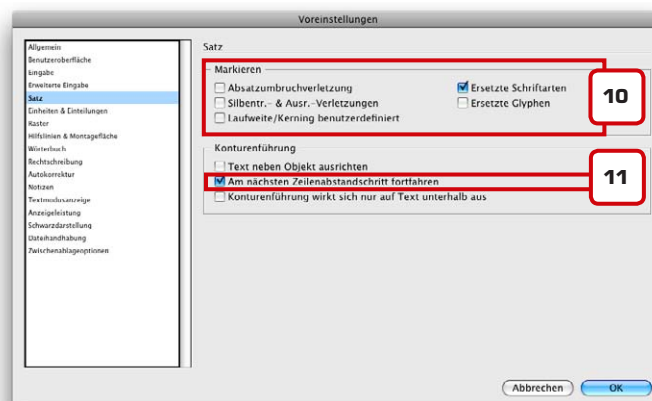 Voreinstellungen
Allgemein
Benutzeroberfläche
Eingabe
Erweiterte Eingabe
Satz
Einheiten & Einteilungen
Raster
Hilfslinien & Montagefläche
Wörterbuch
Rechtschreibung
Autokorrektur
Notizen
Textmodusanzeige
Anzeigeleistung
Schwarzdarstellung
Dateihandhabung
Zwischenablageoptionen
Satz
Markieren
Absatzumbruchverletzung
Ersetzte Schriftarten
Silbentr.- & Ausr.-Verletzungen
Ersetzte Glyphen
Laufweite/Kerning benutzerdefiniert
10
Konturenführung
Text neben Objekt ausrichten
Am nächsten Zeilenabstandschritt fortfahren
11
Konturenführung wirkt sich nur auf Text unterhalb aus
Abbrechen
OK